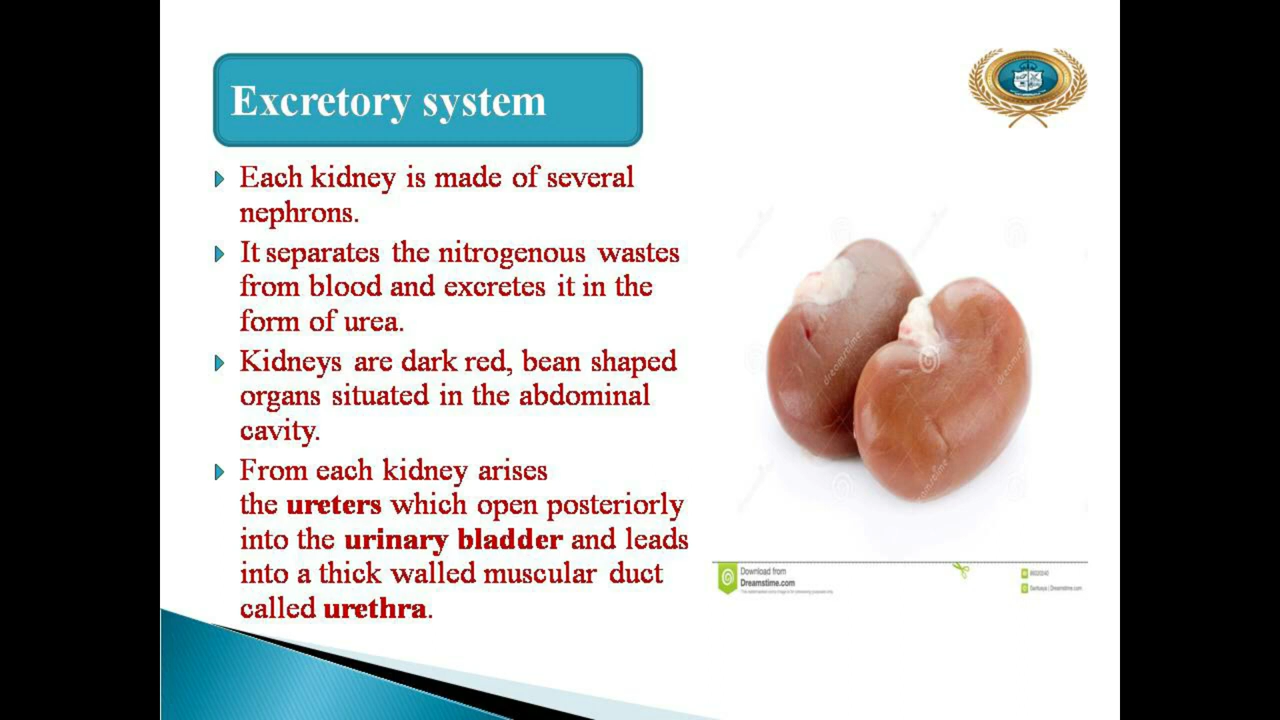 Excretory system
Each kidney is made of several
nephrons.
It separates the nitrogenous wastes
from blood and excretes it in the
form of urea.
Kidneys are dark red, bean shaped
organs situated in the abdominal
cavity.
From each kidney arises
the ureters which open posteriorly
into the urinary bladder and leads
into a thick walled muscular duct
called urethra.
dreamstime
dreamstime
Download from
Dreamstime.com